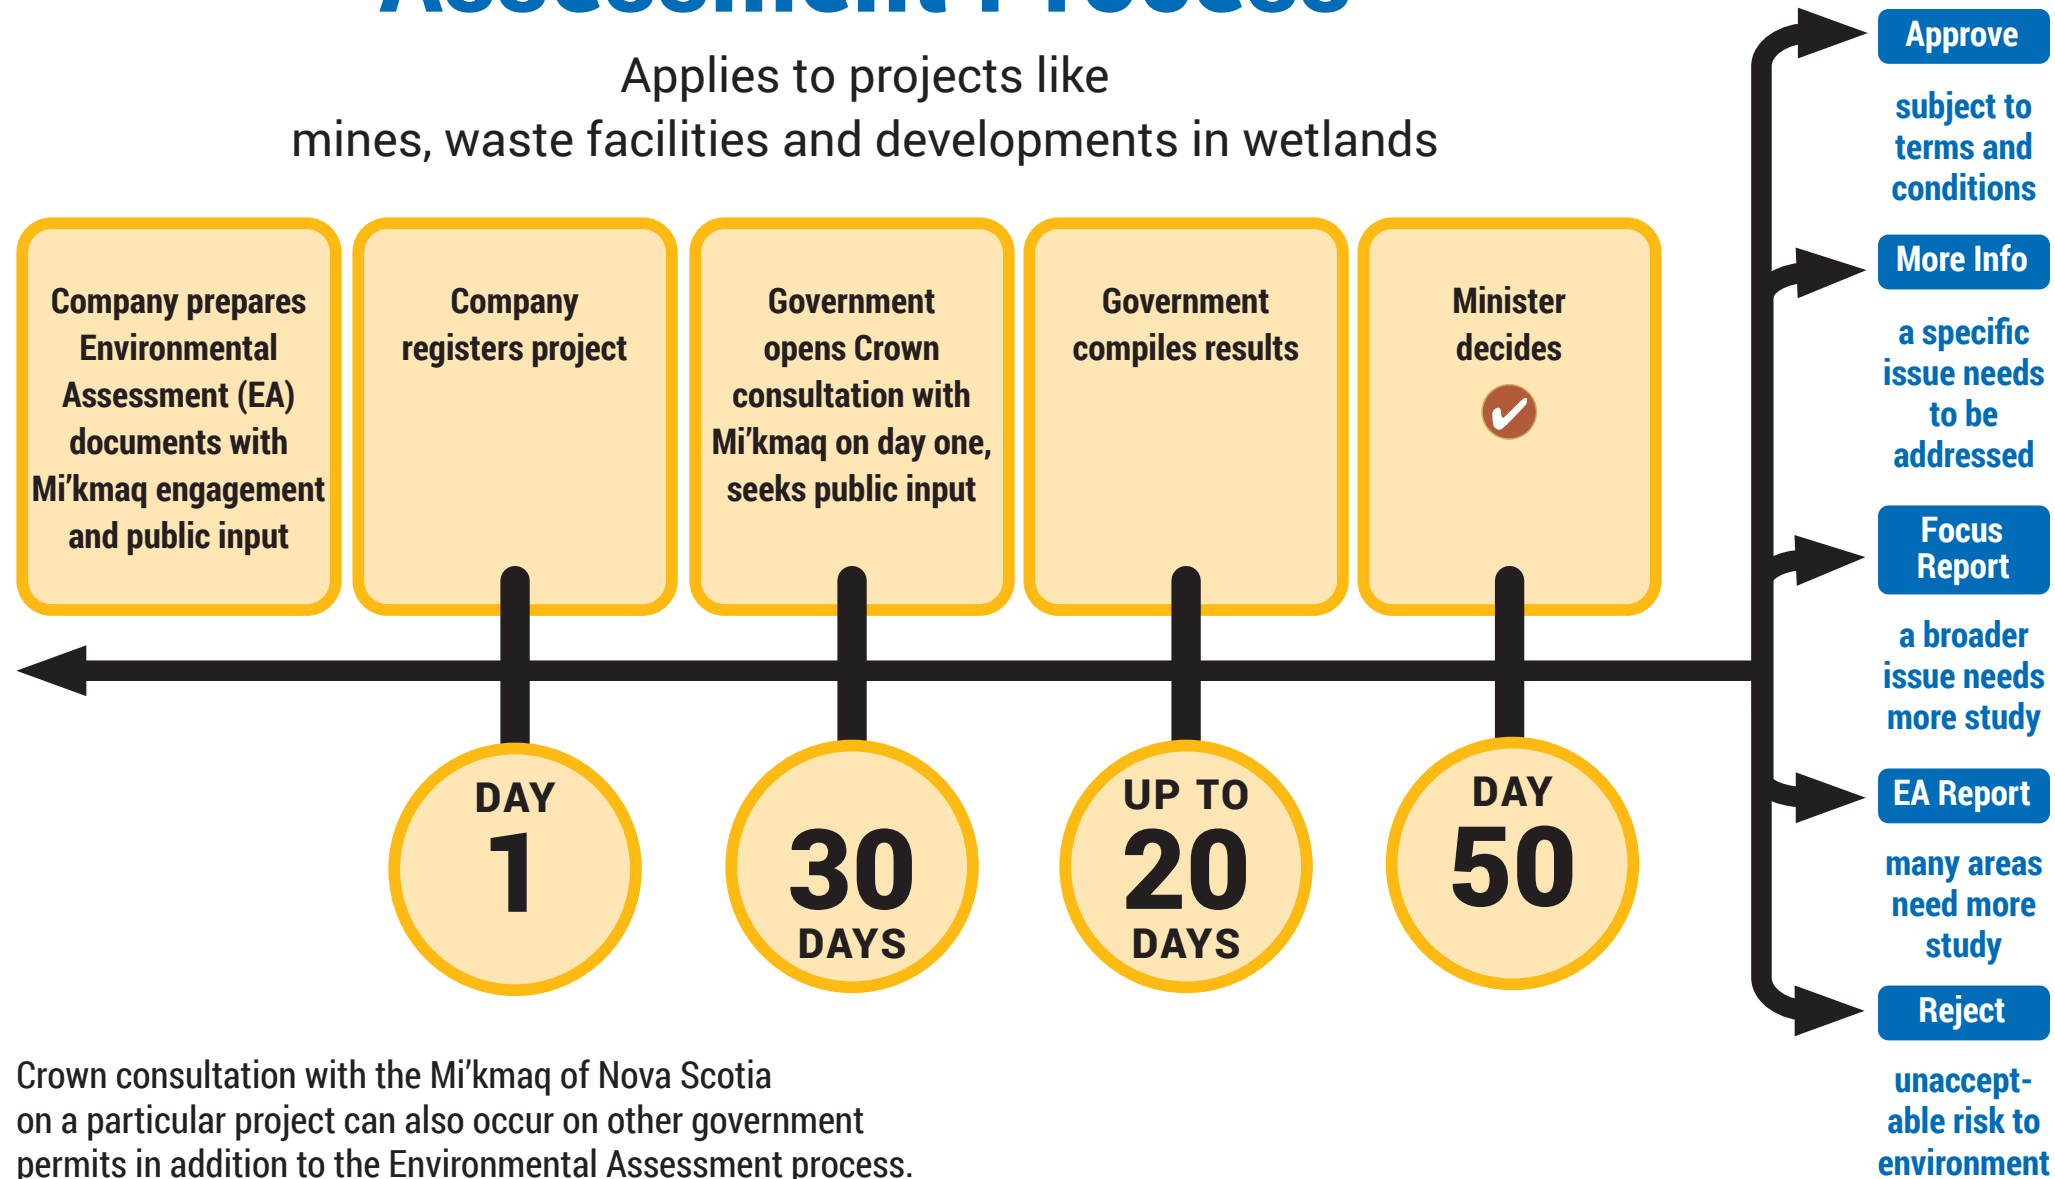 Assessment Process
Applies to projects like
mines, waste facilities and developments in wetlands
Company prepares
Environmental
Assessment (EA)
documents with
Mi’kmaq engagement
and public input
Company
registers project
Government
opens Crown
consultation with
Mi’kmaq on day one,
seeks public input
Government
compiles results
Minister
decides
DAY
1
30
DAYS
UP TO
20
DAYS
DAY
50
Approve
subject to
terms and
conditions
More Info
a specific
issue needs
to be
addressed
Focus
Report
a broader
issue needs
more study
EA Report
many areas
need more
study
Reject
unaccept-
able risk to
environment
Crown consultation with the Mi’kmaq of Nova Scotia
on a particular project can also occur on other government
permits in addition to the Environmental Assessment process.